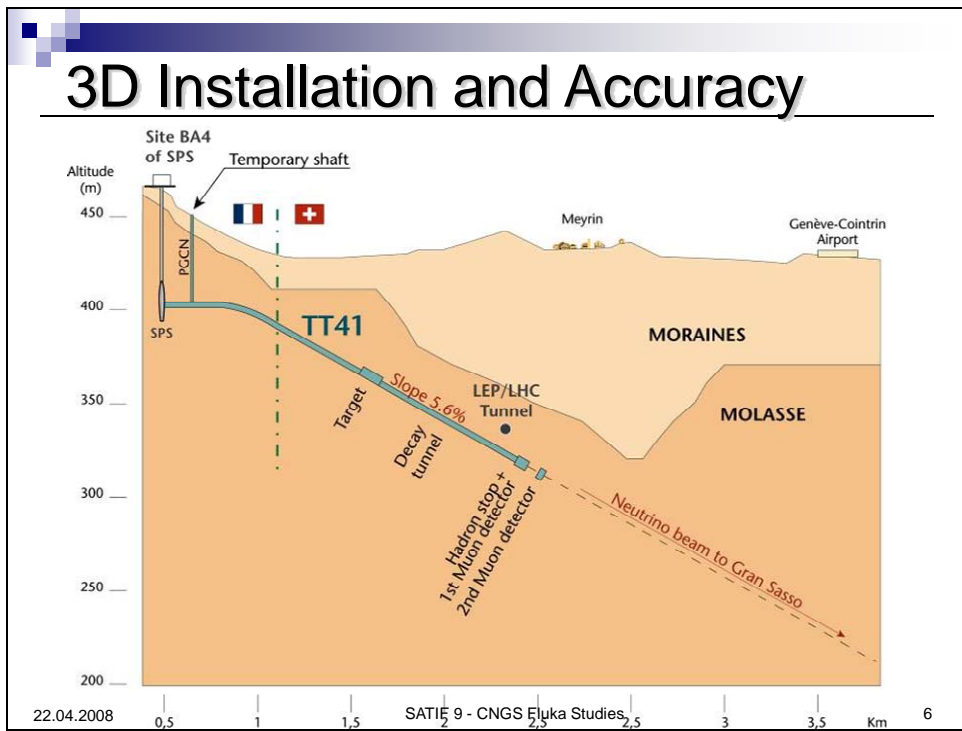 3D Installation and Accuracy
Site BA4
of SPS
Temporary shaft
Altitude
(m)
450
400
350
300
250
200
PGCN
SPS
TT41
Meyrin
Genève-Cointrin
Airport
MORAINES
MOLASSE
LEP/LHC
Tunnel
Slope 5.6%
Target
Decay
tunnel
Hadron stop +
1st Muon detector
2nd Muon detector
Neutrino beam to Gran Sasso
0,5
1
1,5
2
2,5
2,5
3
3,5
Km
22.04.2008
SATIF 9 - CNGS Fluka Studies
6